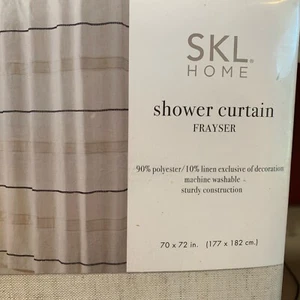 SKL®
HOME
shower curtain
FRAYSER
90% polyester/10% linen exclusive of decoration
machine washable
sturdy construction
70 x 72 in. (177 x 182 cm.)